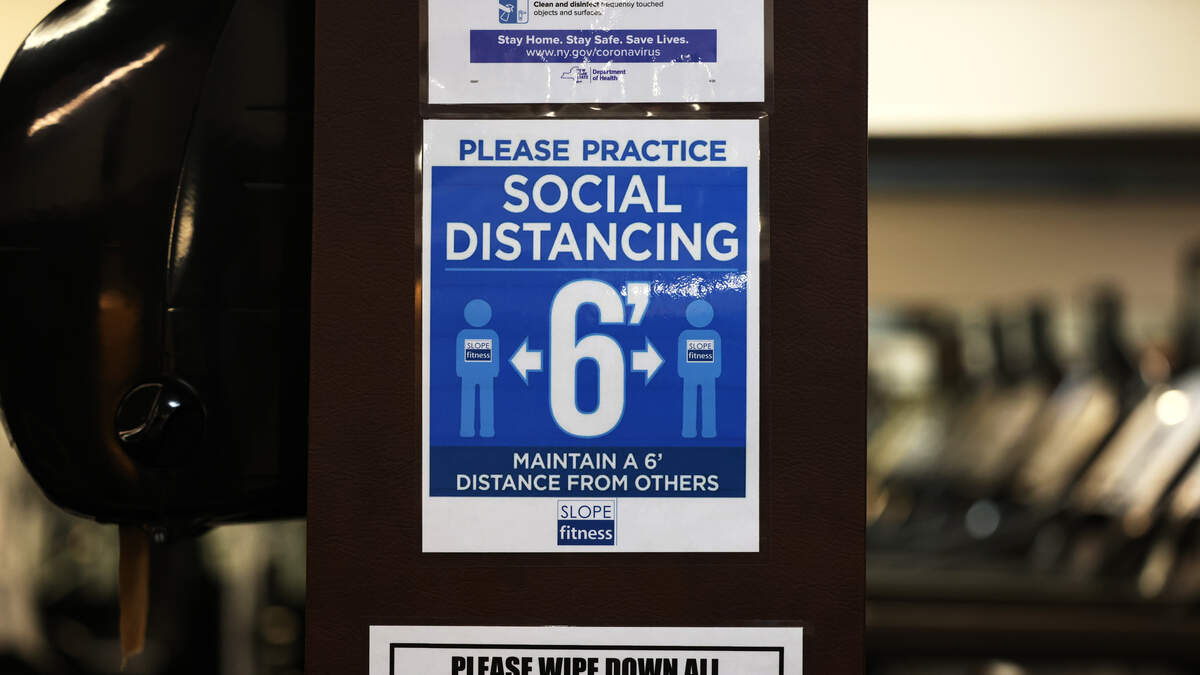 Clean and disinfect frequently touched
objects and surfaces.
Stay Home. Stay Safe. Save Lives.
www.ny.gov/coronavirus
Department
of Health
PLEASE PRACTICE
SOCIAL
DISTANCING
6’
SLOPE
fitness
SLOPE
fitness
MAINTAIN A 6’
DISTANCE FROM OTHERS
SLOPE
fitness
PLEASE WIPE DOWN ALL